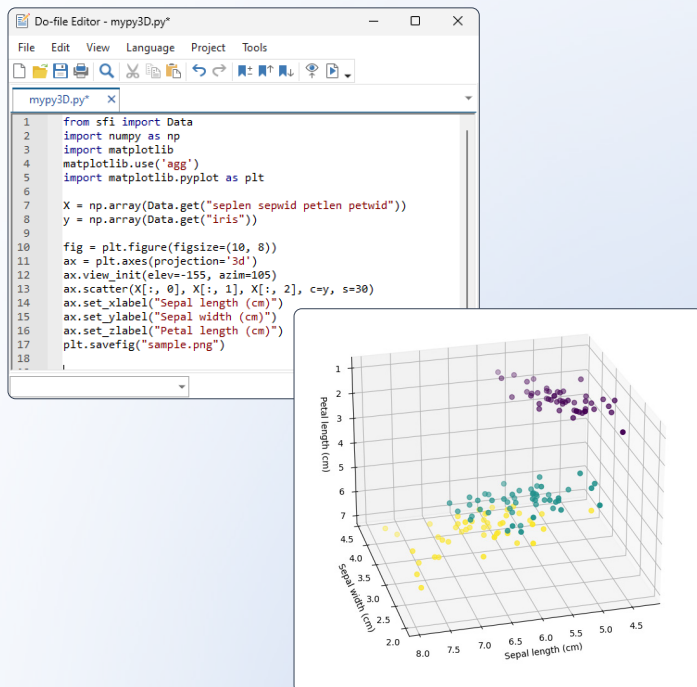 Do-file Editor - mypy3D.py*
File Edit View Language Project Tools
mypy3D.py*
1 from sfi import Data
2 import numpy as np
3 import matplotlib
4 matplotlib.use('agg')
5 import matplotlib.pyplot as plt
6
7 X = np.array(Data.get("seplen sepwid petlen petwid"))
8 y = np.array(Data.get("iris"))
9
10 fig = plt.figure(figsize=(10, 8))
11 ax = plt.axes(projection='3d')
12 ax.view_init(elev=-155, azim=105)
13 ax.scatter(X[:, 0], X[:, 1], X[:, 2], c=y, s=30)
14 ax.set_xlabel("Sepal length (cm)")
15 ax.set_ylabel("Sepal width (cm)")
16 ax.set_zlabel("Petal length (cm)")
17 plt.savefig("sample.png")
18
1
2
3
4
5
6
7
Petal length (cm)
4.5
4.0
3.5
3.0
2.5
2.0
Sepal width (cm)
8.0 7.5 7.0 6.5 6.0 5.5 5.0 4.5
Sepal length (cm)